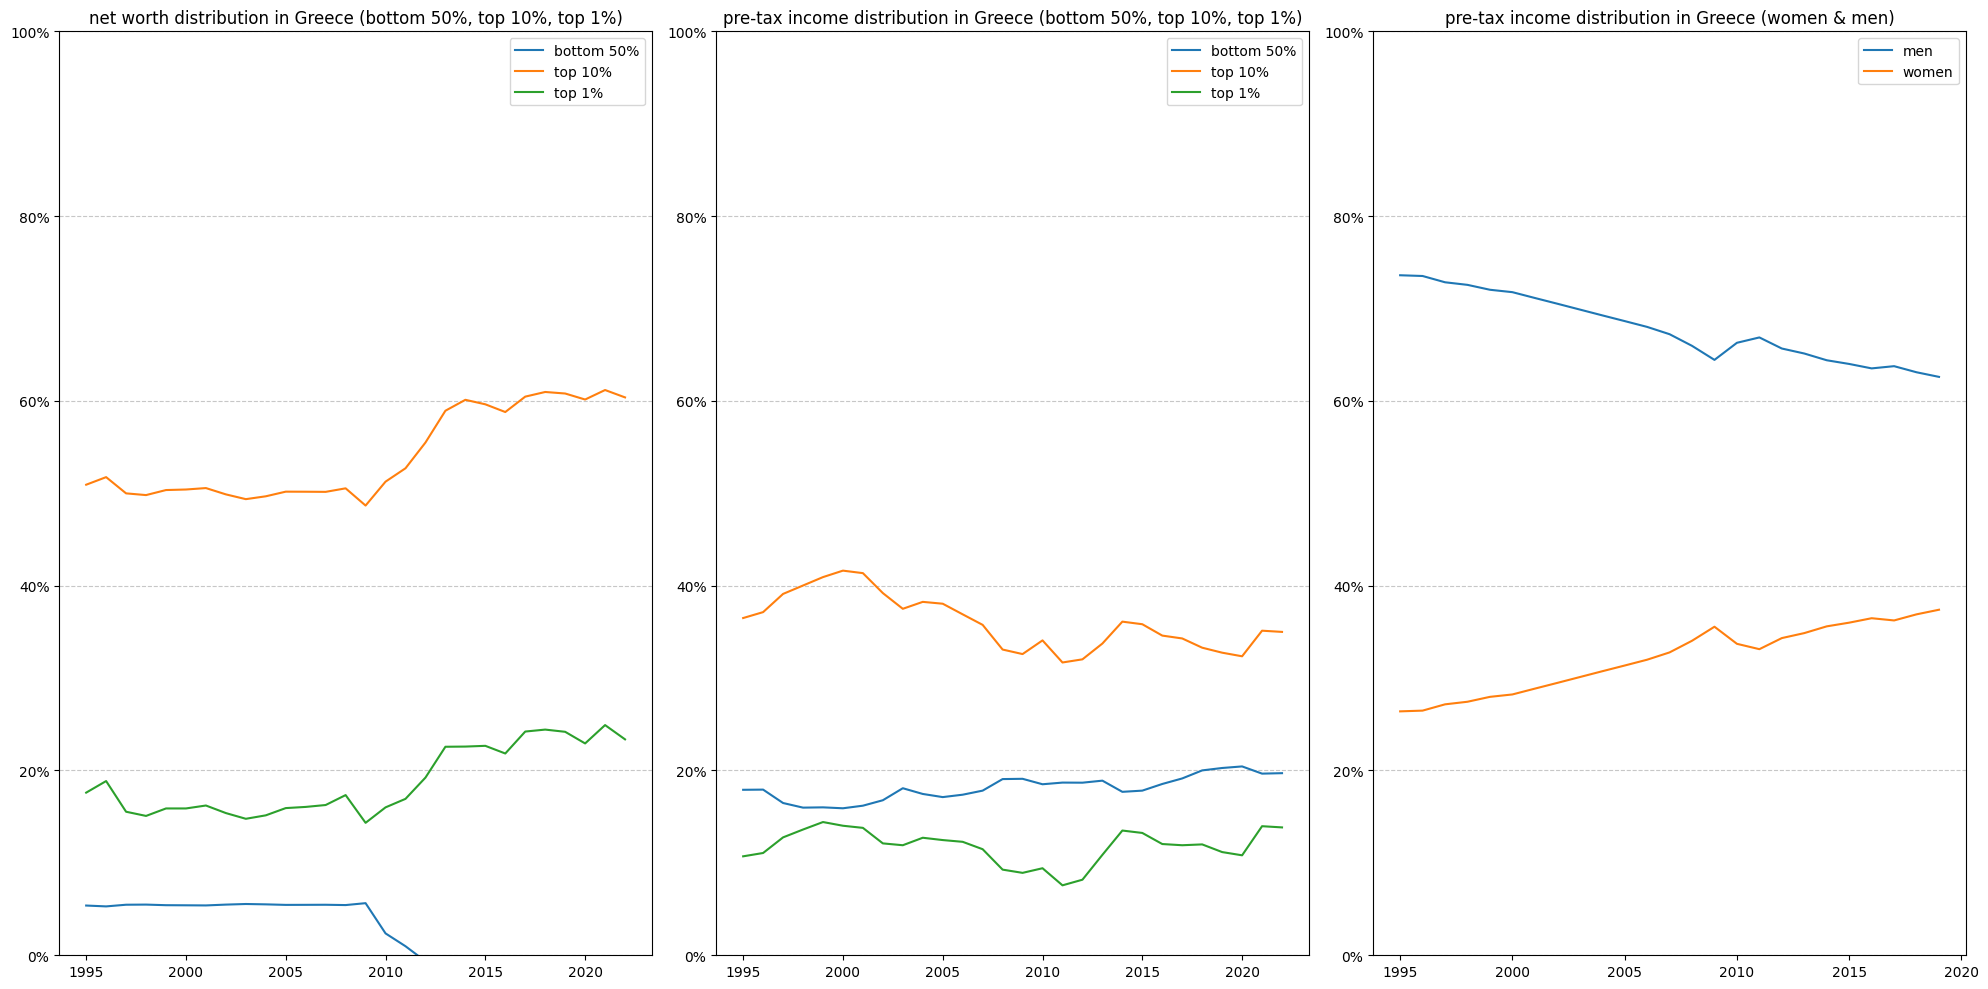 net worth distribution in Greece (bottom 50%, top 10%, top 1%)
100%
80%
60%
40%
20%
0%
1995 2000 2005 2010 2015 2020
bottom 50%
top 10%
top 1%
pre-tax income distribution in Greece (bottom 50%, top 10%, top 1%)
100%
80%
60%
40%
20%
0%
1995 2000 2005 2010 2015 2020
bottom 50%
top 10%
top 1%
pre-tax income distribution in Greece (women & men)
100%
80%
60%
40%
20%
0%
1995 2000 2005 2010 2015 2020
men
women